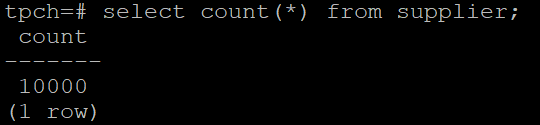 tpch=# select count(*) from supplier;
count
-------
10000
(1 row)